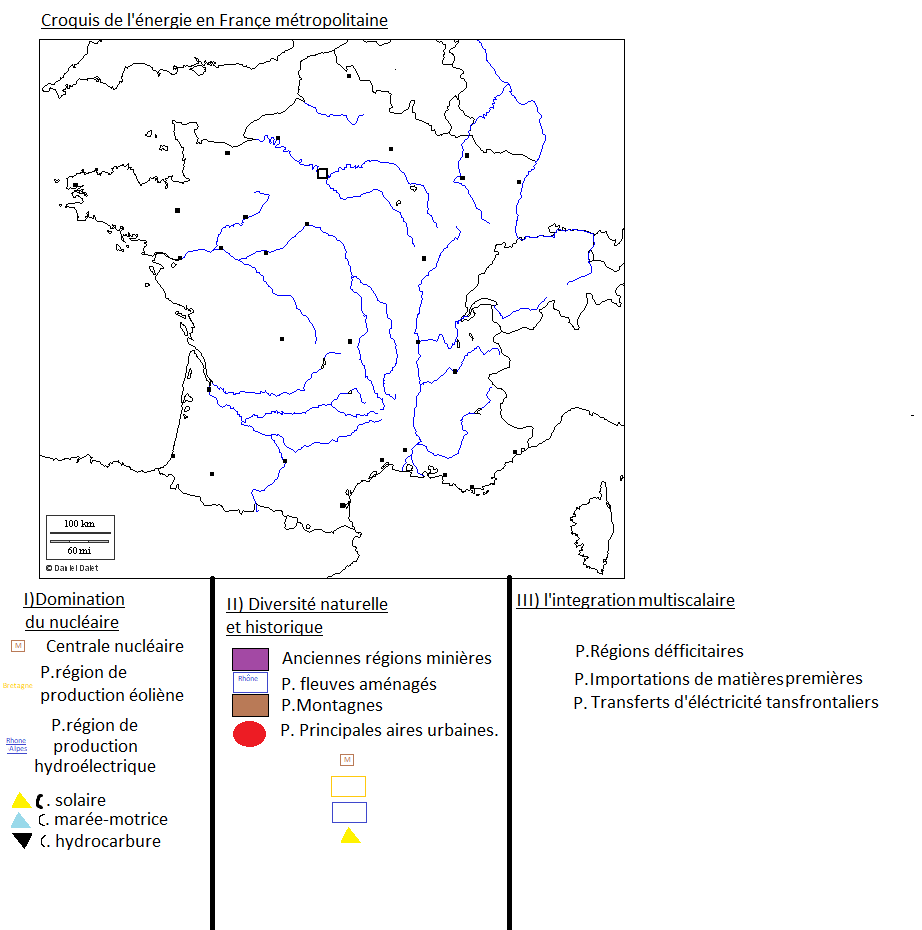 Croquis de l'énergie en Françe métropolitaine
100 km
60 mi
© Daniel Dalet
I)Domination
du nucléaire
M Centrale nucléaire
P.région de
Bretagne production éoliène
P.région de
Rhone Alpes production
hydroélectrique
C. solaire
C. marée-motrice
C. hydrocarbure
II) Diversité naturelle
et historique
Anciennes régions minières
Rhône P. fleuves aménagés
P.Montagnes
P. Principales aires urbaines.
M
III) l'integration multiscalaire
P.Régions défficitaires
P.Importations de matières premières
P. Transferts d'éléctricité tansfrontaliers